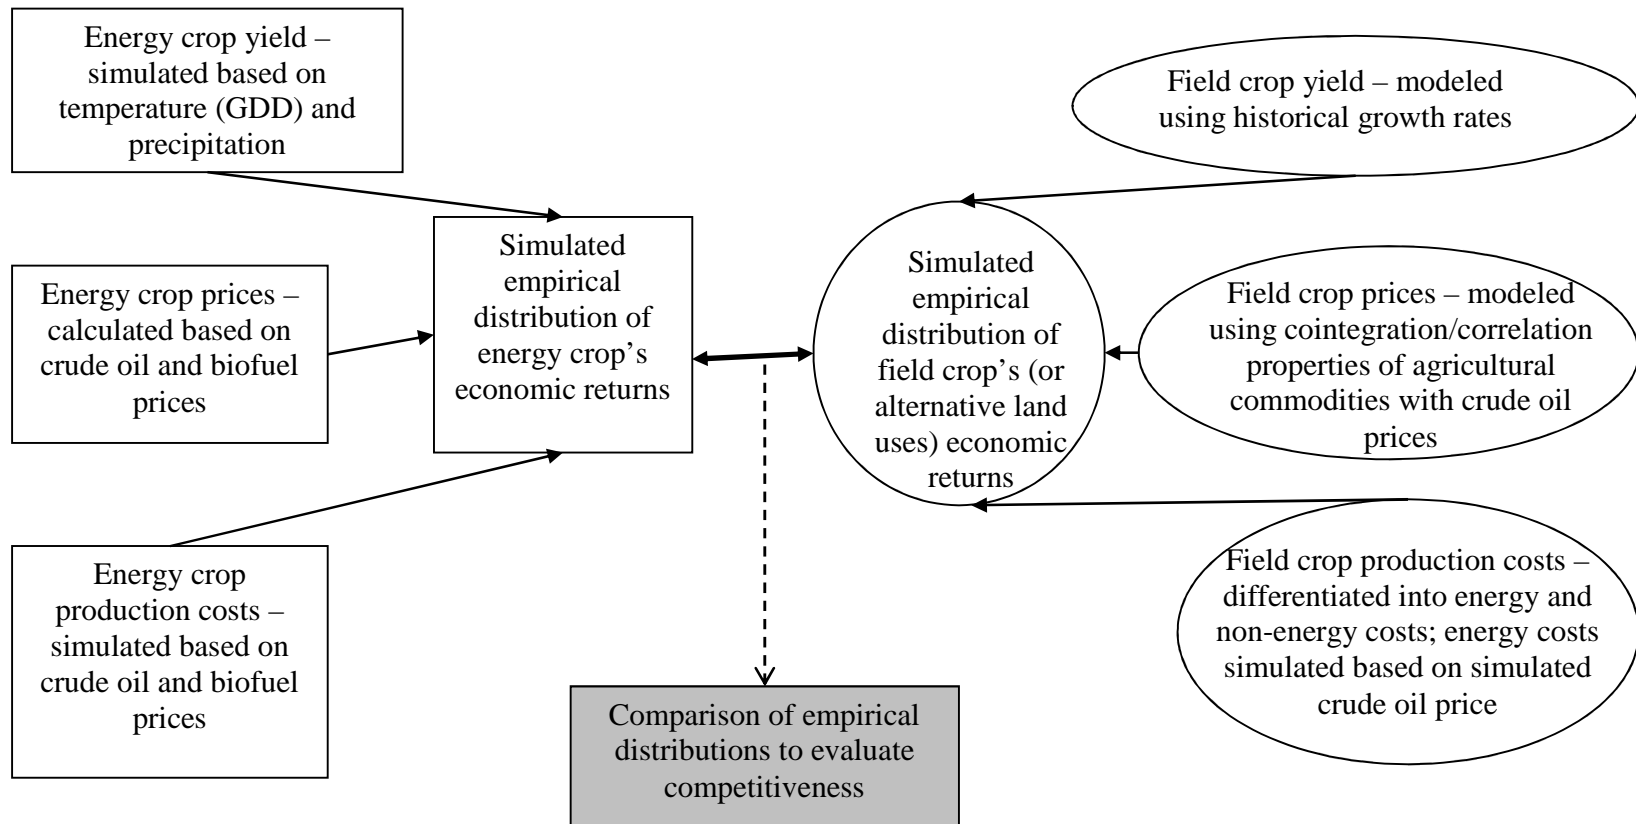 Energy crop yield –
simulated based on
temperature (GDD) and
precipitation
Energy crop prices –
calculated based on
crude oil and biofuel
prices
Energy crop
production costs –
simulated based on
crude oil and biofuel
prices
Simulated
empirical
distribution of
energy crop’s
economic returns
Simulated
empirical
distribution of
field crop’s (or
alternative land
uses) economic
returns
Field crop yield – modeled
using historical growth rates
Field crop prices – modeled
using cointegration/correlation
properties of agricultural
commodities with crude oil
prices
Field crop production costs –
differentiated into energy and
non-energy costs; energy costs
simulated based on simulated
crude oil price
Comparison of empirical
distributions to evaluate
competitiveness